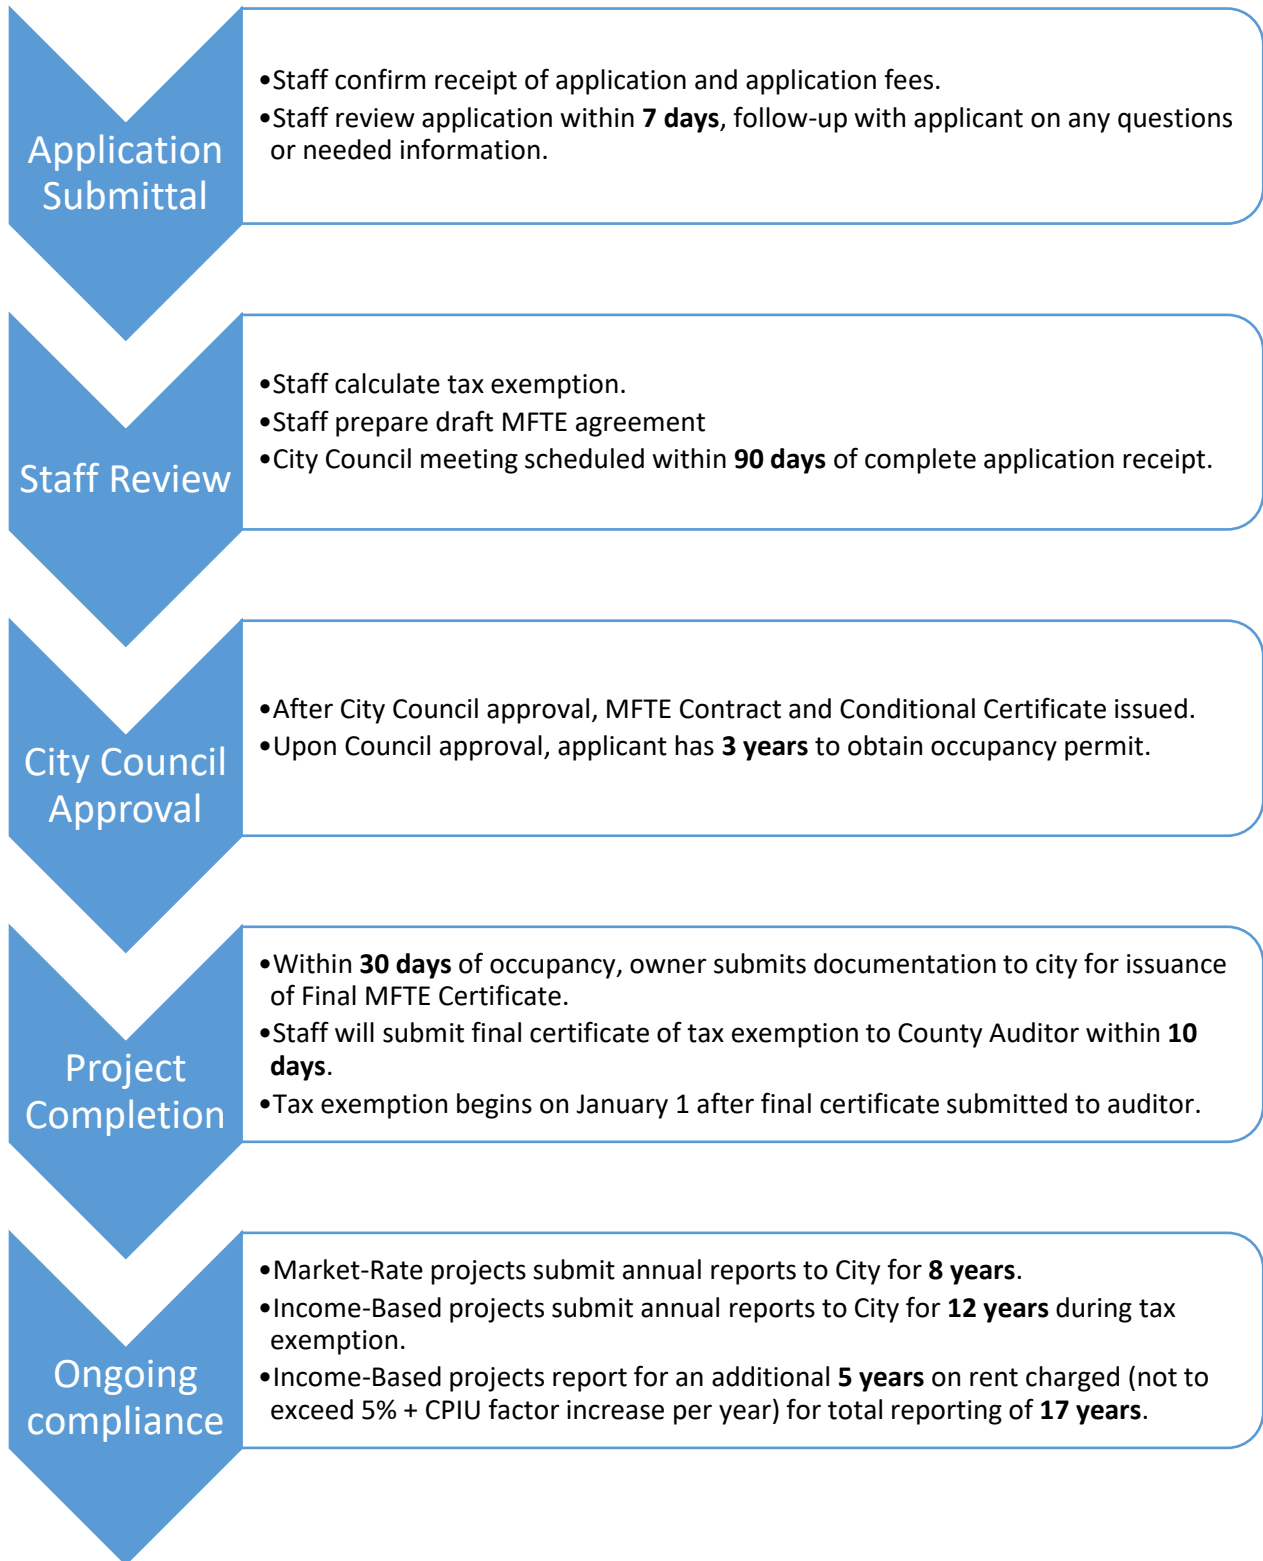 Application
Submittal
•Staff confirm receipt of application and application fees.
•Staff review application within 7 days, follow-up with applicant on any questions
or needed information.
Staff Review
•Staff calculate tax exemption.
•Staff prepare draft MFTE agreement
•City Council meeting scheduled within 90 days of complete application receipt.
City Council
Approval
•After City Council approval, MFTE Contract and Conditional Certificate issued.
•Upon Council approval, applicant has 3 years to obtain occupancy permit.
Project
Completion
•Within 30 days of occupancy, owner submits documentation to city for issuance
of Final MFTE Certificate.
•Staff will submit final certificate of tax exemption to County Auditor within 10
days.
•Tax exemption begins on January 1 after final certificate submitted to auditor.
Ongoing
compliance
•Market-Rate projects submit annual reports to City for 8 years.
•Income-Based projects submit annual reports to City for 12 years during tax
exemption.
•Income-Based projects report for an additional 5 years on rent charged (not to
exceed 5% + CPIU factor increase per year) for total reporting of 17 years.